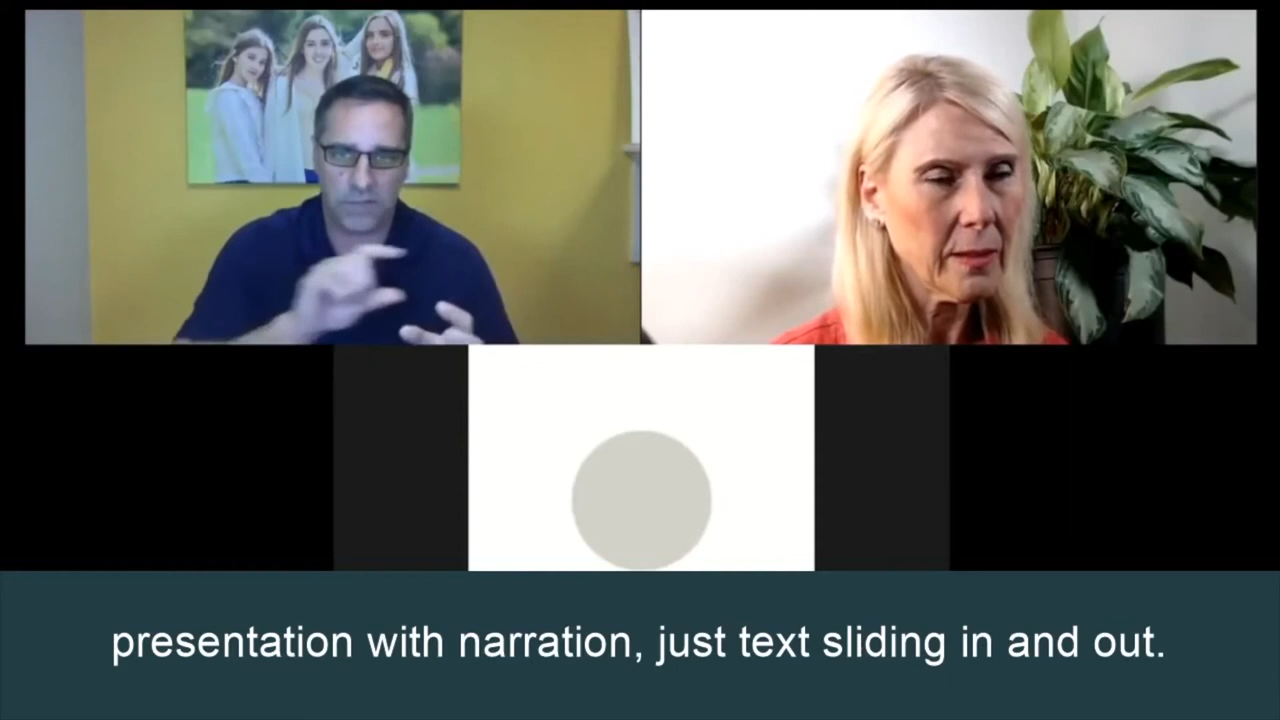 presentation with narration, just text sliding in and out.